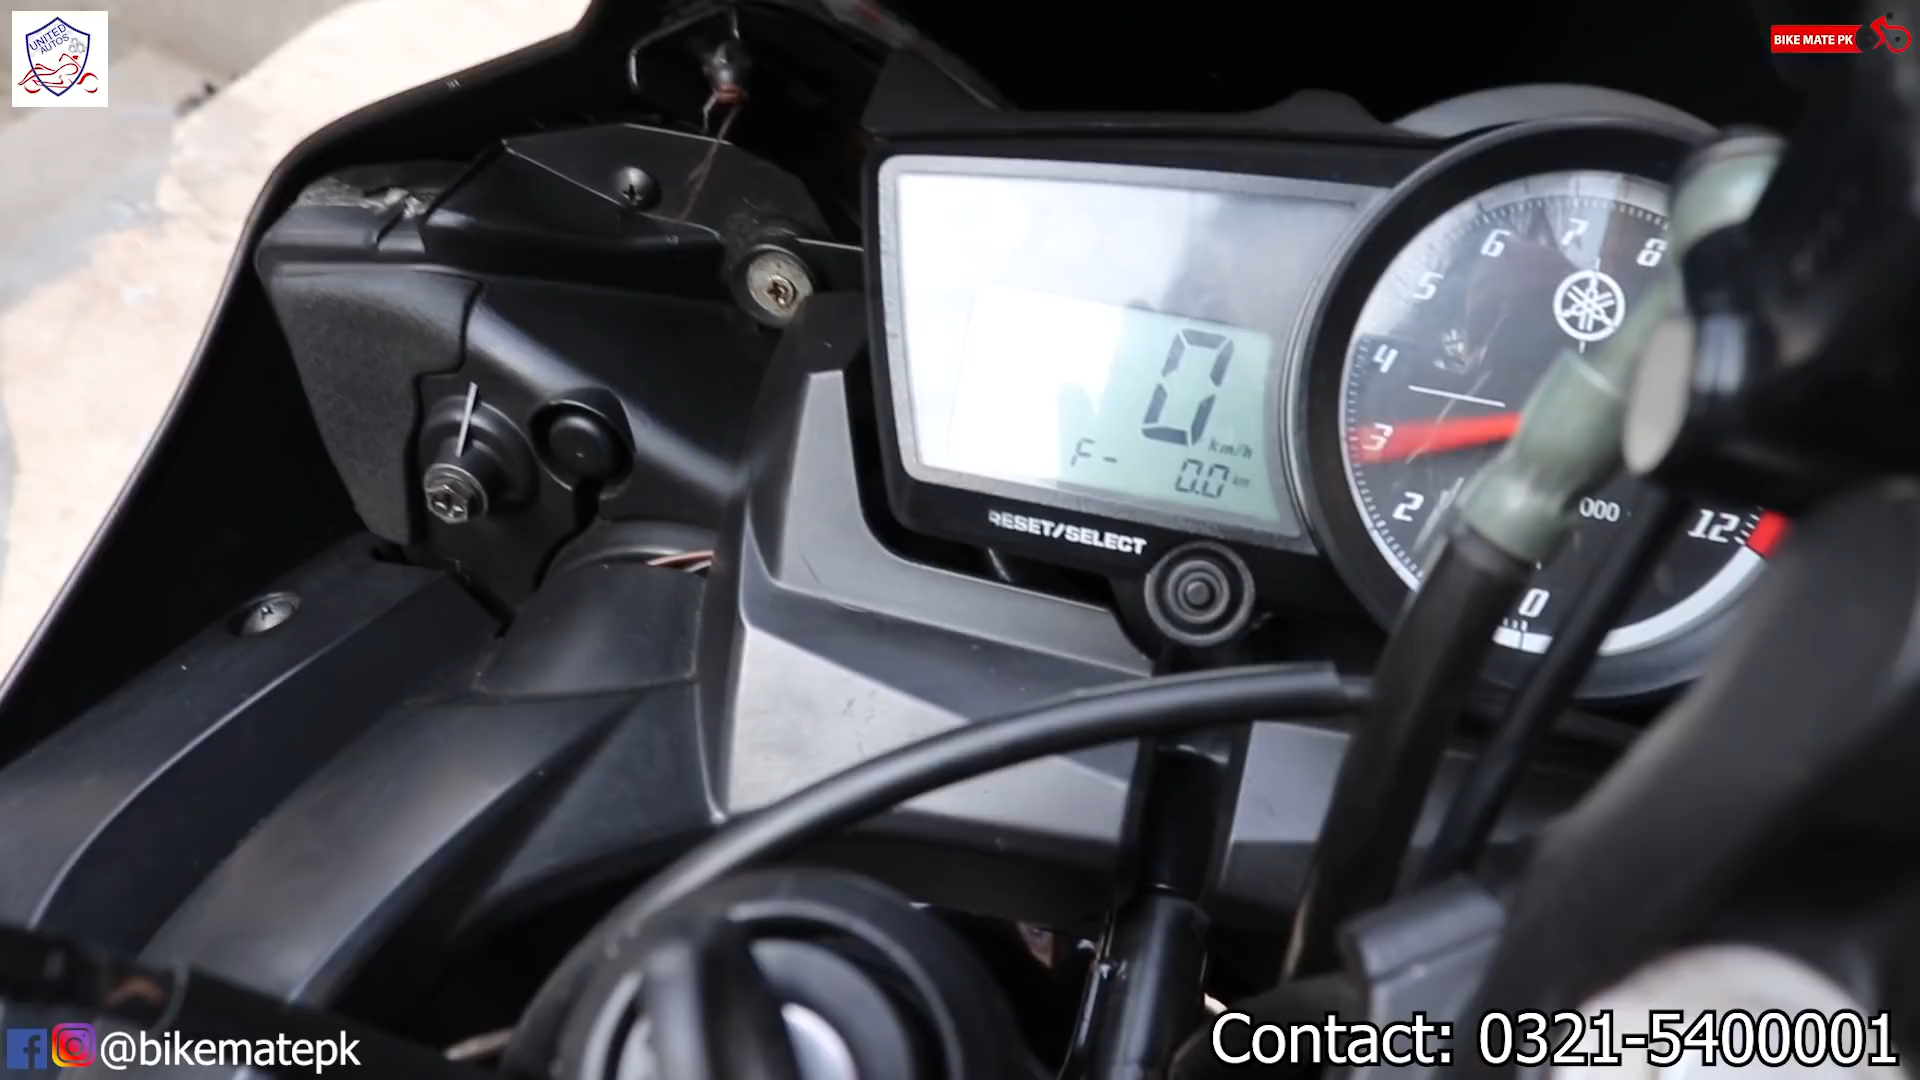 UNITED
AUTOS
BIKE MATE PK
5 6 7 8
4
3
2
12
0
000
0
km/h
F-
0.0 km
RESET/SELECT
@bikematepk
Contact: 0321-5400001